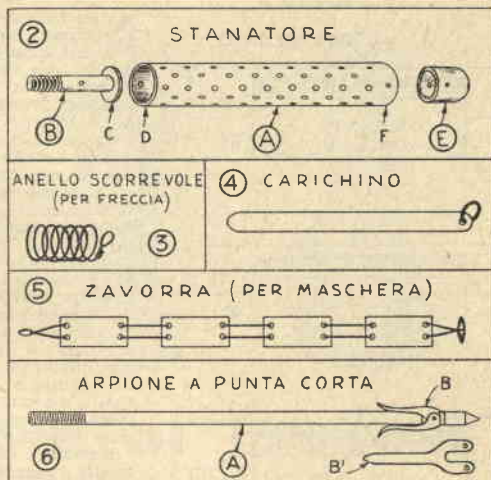 ② STANATORE
B C D A F E
ANELLO SCORREVOLE
(PER FRECCIA)
③
④ CARICHINO
⑤ ZAVORRA (PER MASCHERA)
ARPIONE A PUNTA CORTA
B
A
B'
⑥